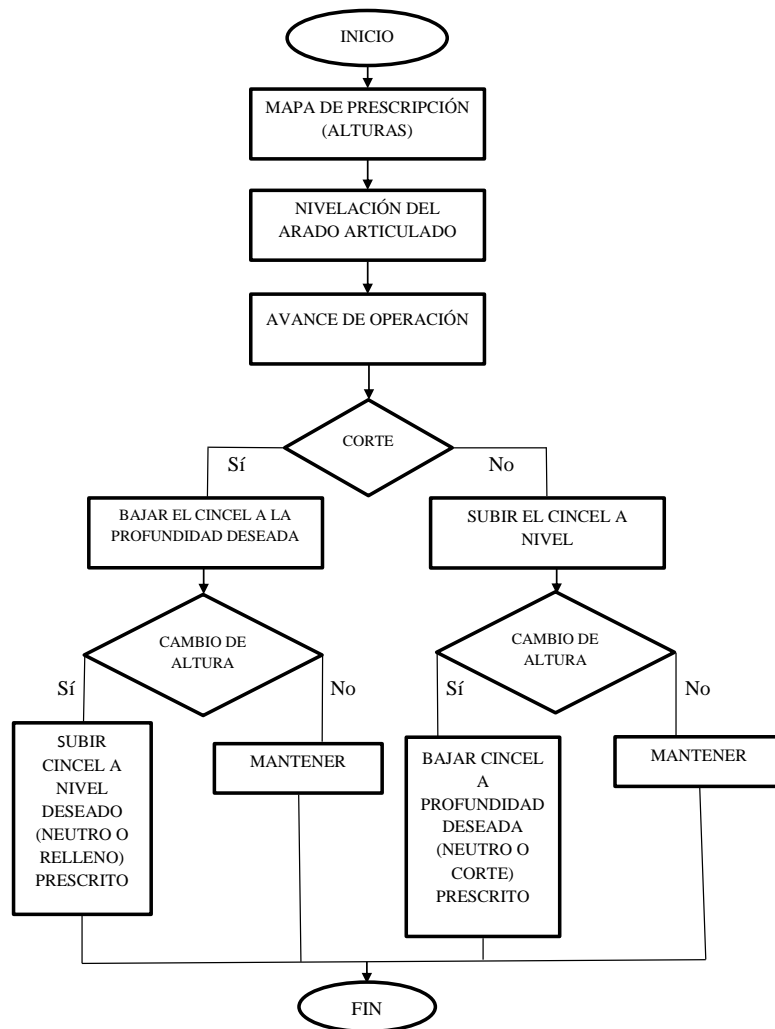 INICIO
MAPA DE PRESCRIPCIÓN
(ALTURAS)
NIVELACIÓN DEL
ARADO ARTICULADO
AVANCE DE OPERACIÓN
CORTE
Sí
No
BAJAR EL CINCEL A LA
PROFUNDIDAD DESEADA
SUBIR EL CINCEL A
NIVEL
CAMBIO DE
ALTURA
CAMBIO DE
ALTURA
Sí
No
Sí
No
SUBIR
CINCEL A
NIVEL
DESEADO
(NEUTRO O
RELLENO)
PRESCRITO
MANTENER
BAJAR CINCEL
A
PROFUNDIDAD
DESEADA
(NEUTRO O
CORTE)
PRESCRITO
MANTENER
FIN